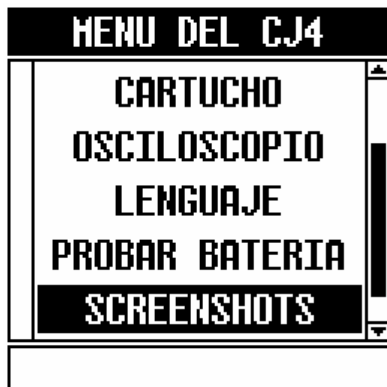 MENU DEL CJ4
CARTUCHO
OSCILOSCOPIO
LENGUAJE
PROBAR BATERIA
SCREENSHOTS